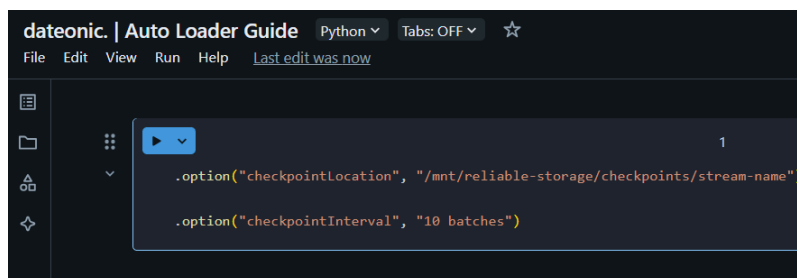 dateonic. | Auto Loader Guide Python Tabs: OFF
File Edit View Run Help Last edit was now
1
.option("checkpointLocation", "/mnt/reliable-storage/checkpoints/stream-name")
.option("checkpointInterval", "10 batches")